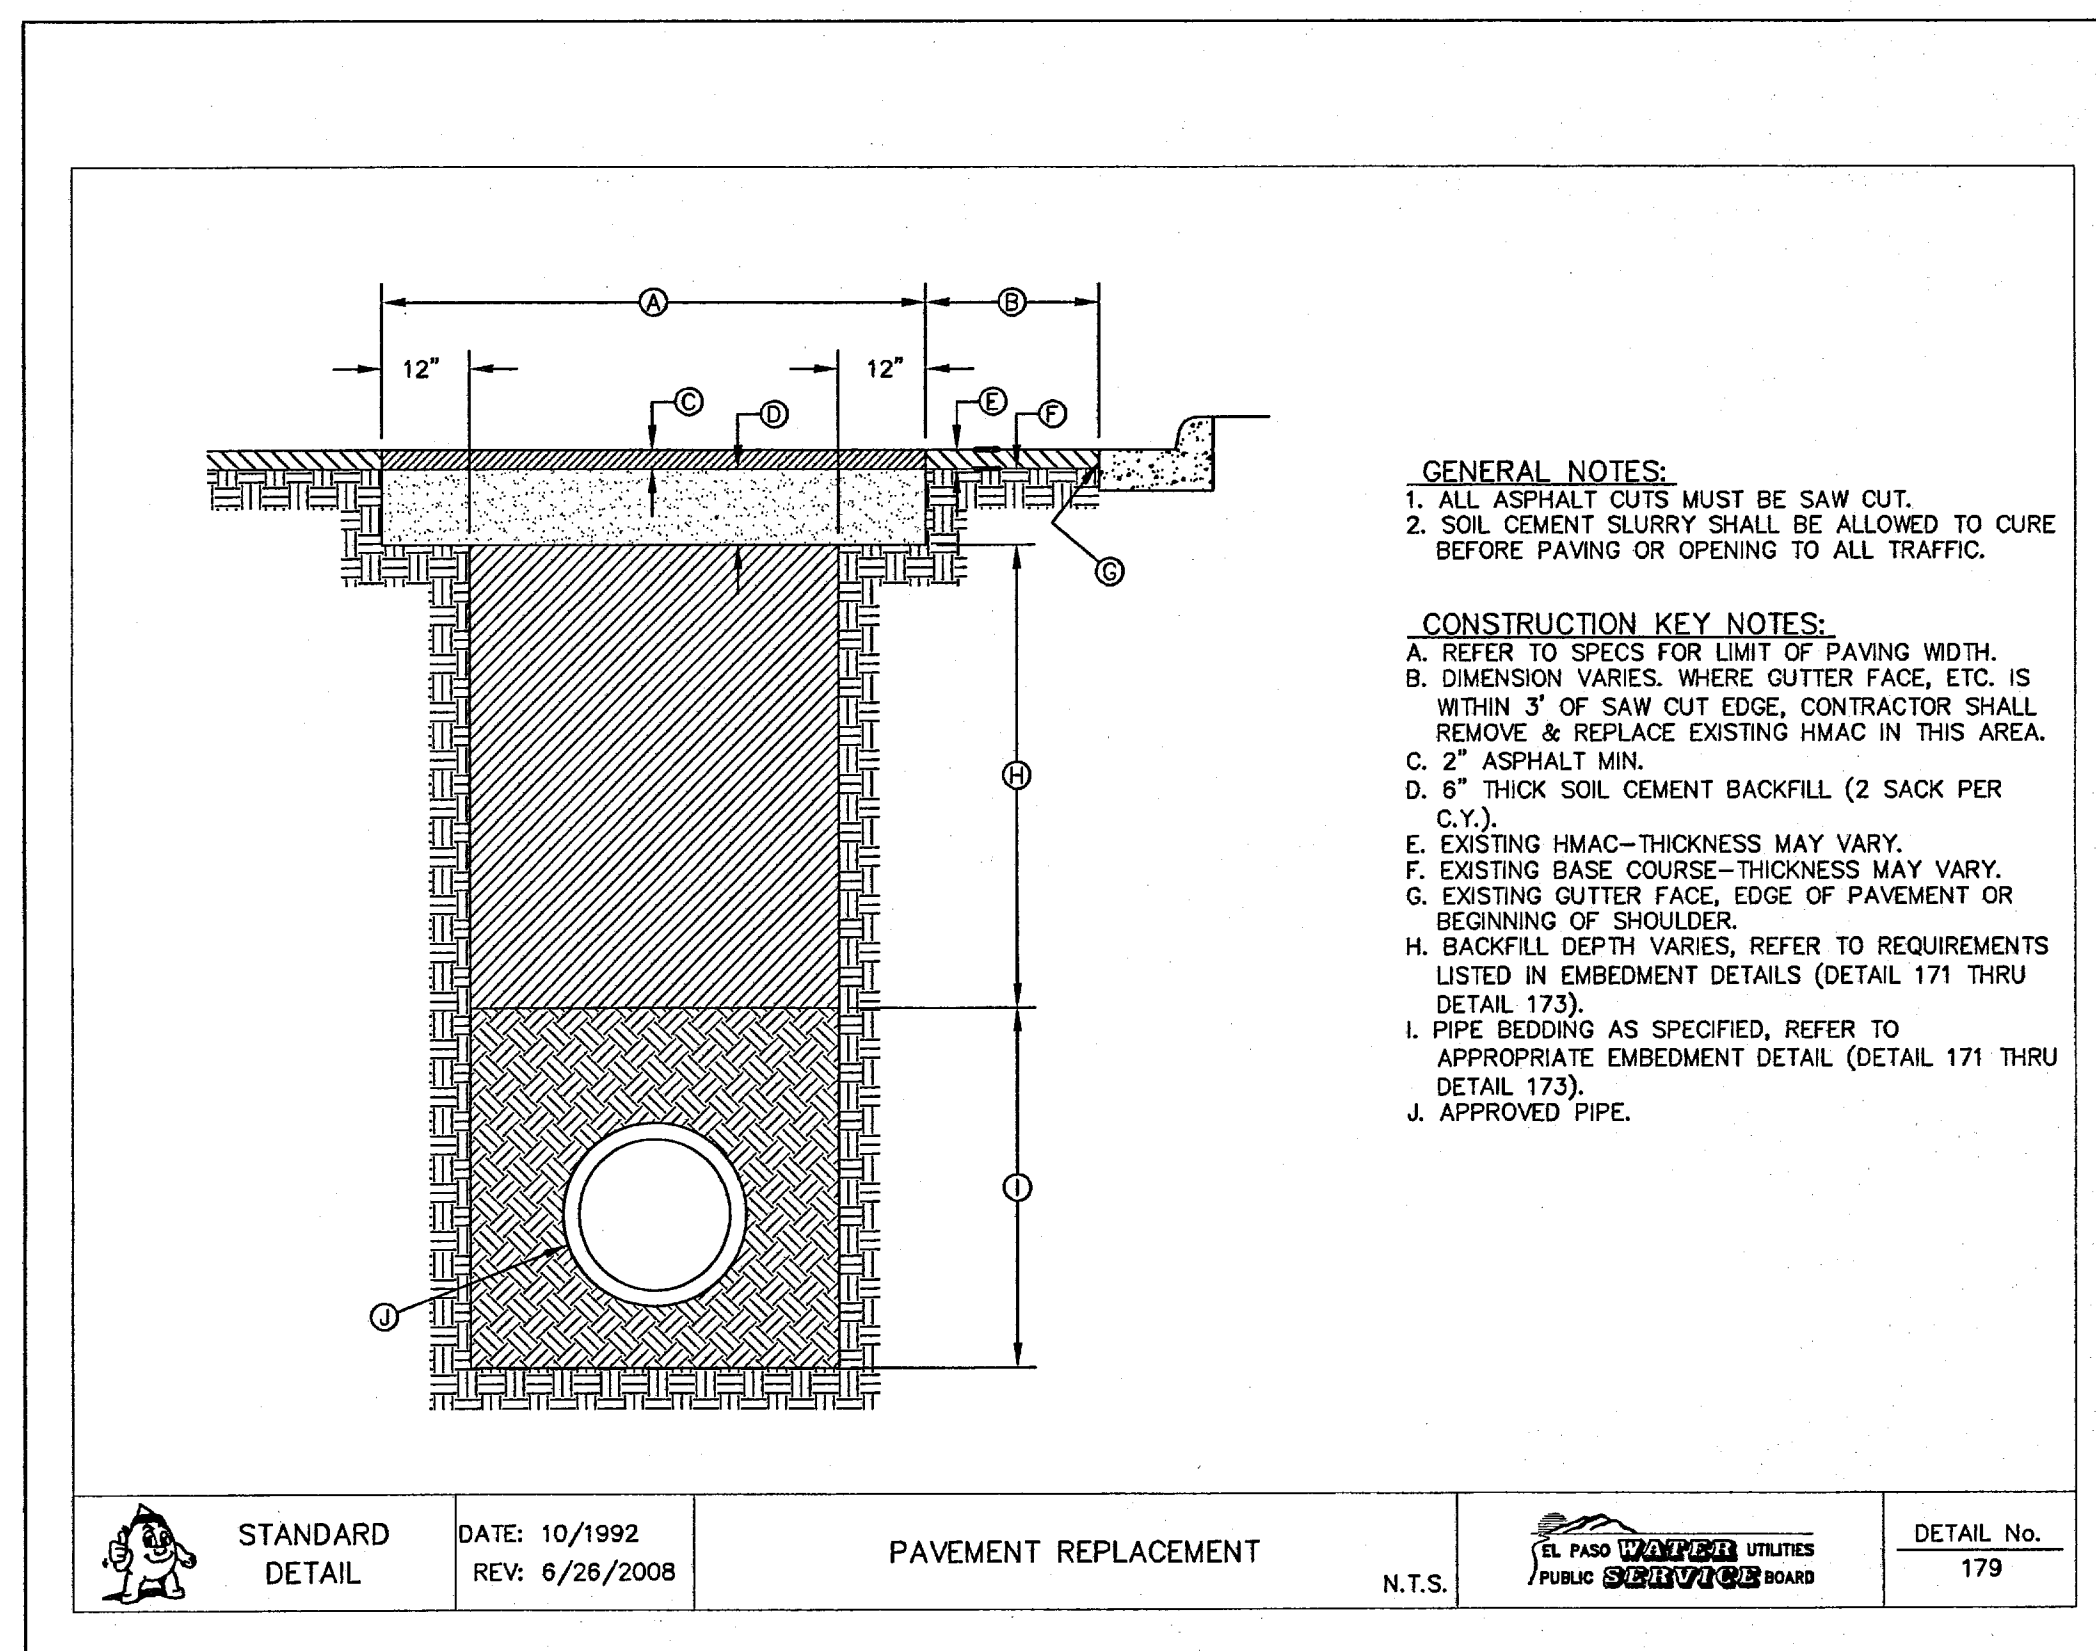 A
B
12"
12"
C
D
E
F
G
H
I
J
GENERAL NOTES:
1. ALL ASPHALT CUTS MUST BE SAW CUT.
2. SOIL CEMENT SLURRY SHALL BE ALLOWED TO CURE
BEFORE PAVING OR OPENING TO ALL TRAFFIC.
CONSTRUCTION KEY NOTES:
A. REFER TO SPECS FOR LIMIT OF PAVING WIDTH.
B. DIMENSION VARIES. WHERE GUTTER FACE, ETC. IS
WITHIN 3' OF SAW CUT EDGE, CONTRACTOR SHALL
REMOVE & REPLACE EXISTING HMAC IN THIS AREA.
C. 2" ASPHALT MIN.
D. 6" THICK SOIL CEMENT BACKFILL (2 SACK PER
C.Y.).
E. EXISTING HMAC-THICKNESS MAY VARY.
F. EXISTING BASE COURSE-THICKNESS MAY VARY.
G. EXISTING GUTTER FACE, EDGE OF PAVEMENT OR
BEGINNING OF SHOULDER.
H. BACKFILL DEPTH VARIES, REFER TO REQUIREMENTS
LISTED IN EMBEDMENT DETAILS (DETAIL 171 THRU
DETAIL 173).
I. PIPE BEDDING AS SPECIFIED, REFER TO
APPROPRIATE EMBEDMENT DETAIL (DETAIL 171 THRU
DETAIL 173).
J. APPROVED PIPE.
STANDARD
DETAIL
DATE: 10/1992
REV: 6/26/2008
PAVEMENT REPLACEMENT
N.T.S.
EL PASO WATER UTILITIES
PUBLIC SERVICE BOARD
DETAIL No.
179